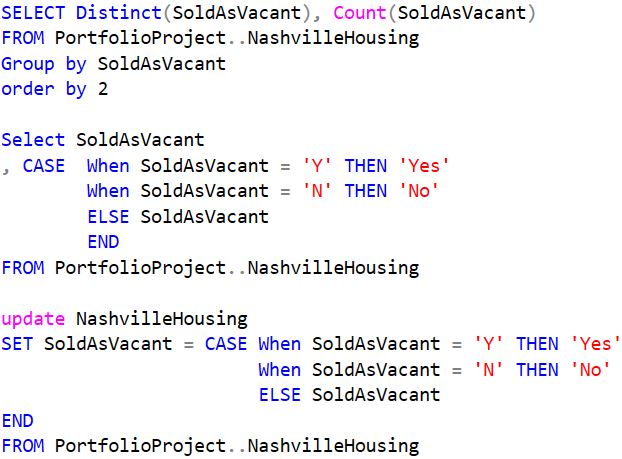 SELECT Distinct(SoldAsVacant), Count(SoldAsVacant)
FROM PortfolioProject..NashvilleHousing
Group by SoldAsVacant
order by 2
Select SoldAsVacant
, CASE  When SoldAsVacant = 'Y' THEN 'Yes'
        When SoldAsVacant = 'N' THEN 'No'
        ELSE SoldAsVacant
        END
FROM PortfolioProject..NashvilleHousing
update NashvilleHousing
SET SoldAsVacant = CASE When SoldAsVacant = 'Y' THEN 'Yes'
                        When SoldAsVacant = 'N' THEN 'No'
                        ELSE SoldAsVacant
END
FROM PortfolioProject..NashvilleHousing